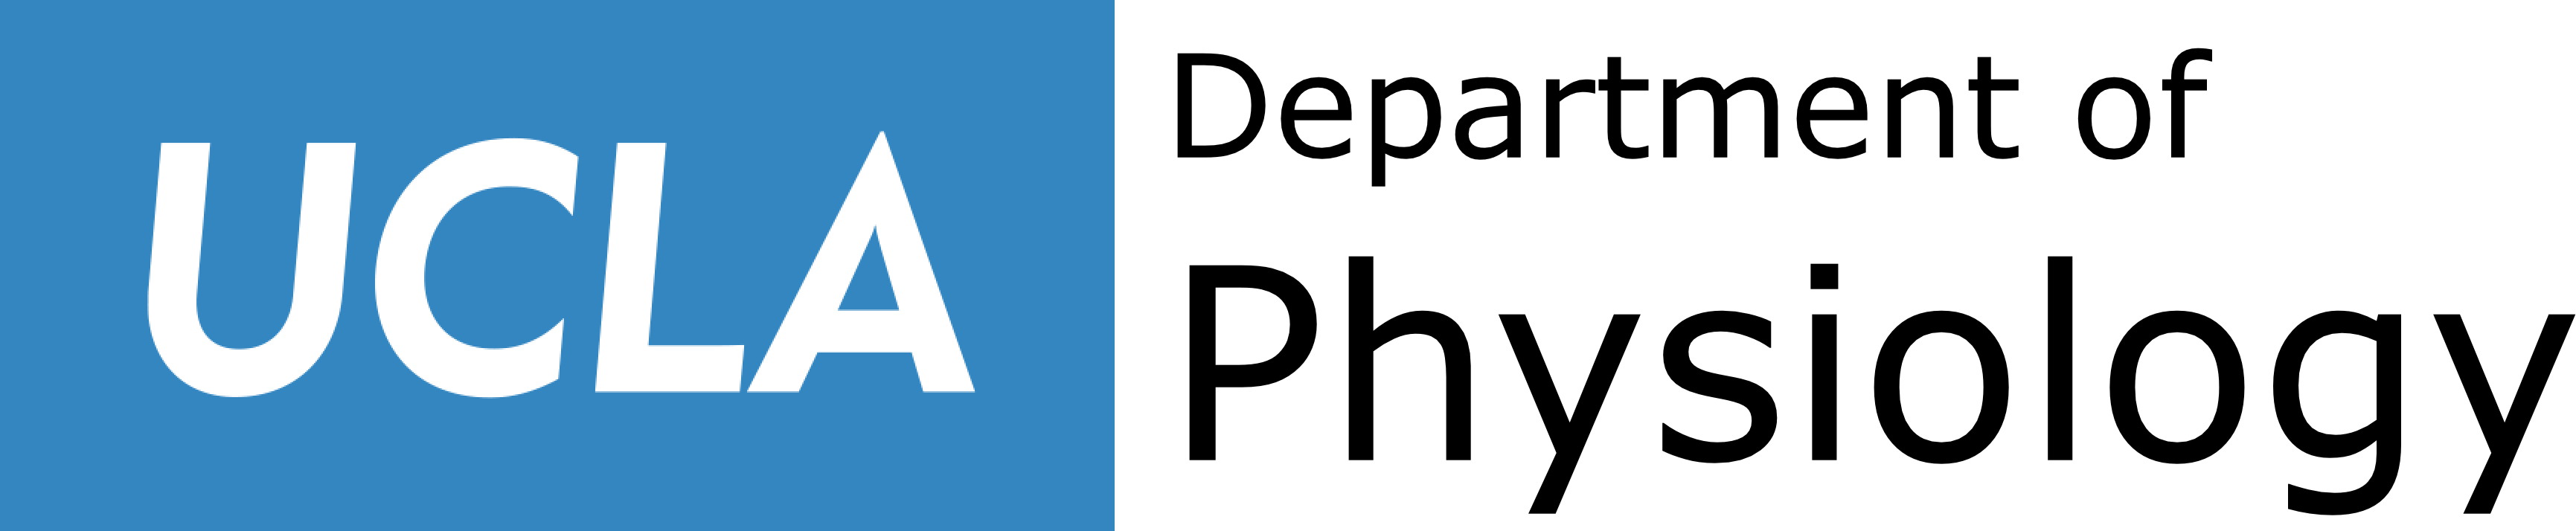 UCLA
Department of
Physiology